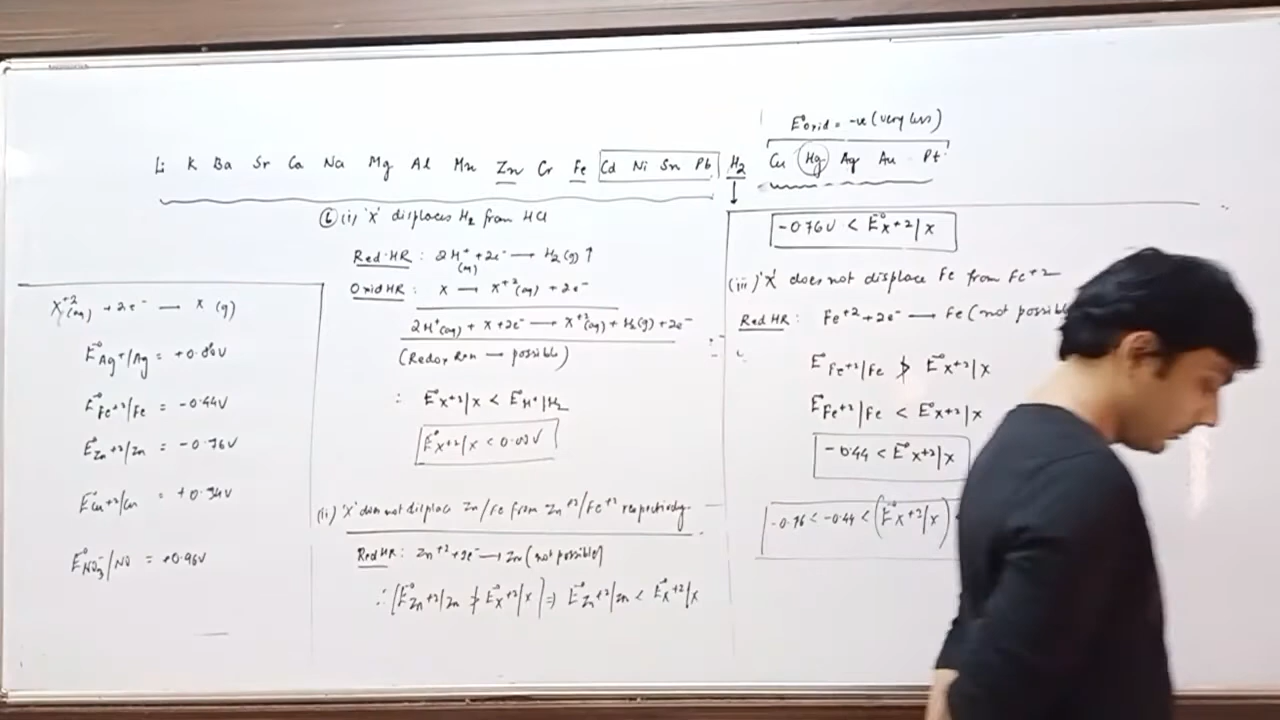 E°oxid = -ve (very less)
Li K Ba Sr Ca Na Mg Al Mn Zn Cr Fe Cd Ni Sn Pb H₂ Cu Hg Ag Au Pt
X⁺²(aq) + 2e⁻ → X (g)
E°Ag⁺/Ag = +0.80V
E°Fe⁺²/Fe = -0.44V
E°Zn⁺²/Zn = -0.76V
E°Cu⁺²/Cu = +0.34V
E°NO₃⁻/NO = +0.96V
(i) 'X' displaces H₂ from HCl
Red·HR : 2H⁺(aq) + 2e⁻ → H₂(g) ↑
Oxid HR : X → X⁺²(aq) + 2e⁻
2H⁺(aq) + X + 2e⁻ → X⁺²(aq) + H₂(g) + 2e⁻
(Redox Rxn → possible)
∴ E°X⁺²/X < E°H⁺/H₂
E°X⁺²/X < 0.00V
(ii) 'X' does not displace Zn/Fe from Zn⁺²/Fe⁺² respectively.
Red HR : Zn⁺² + 2e⁻ → Zn (not possible)
∴ [E°Zn⁺²/Zn ≯ E°X⁺²/X] ⇒ E°Zn⁺²/Zn < E°X⁺²/X
-0.76V < E°X⁺²/X
(iii) 'X' does not displace Fe from Fe⁺²
Red HR : Fe⁺² + 2e⁻ → Fe (not possible
E°Fe⁺²/Fe ≯ E°X⁺²/X
E°Fe⁺²/Fe < E°X⁺²/X
-0.44 < E°X⁺²/X
-0.76 < -0.44 < (E°X⁺²/X)